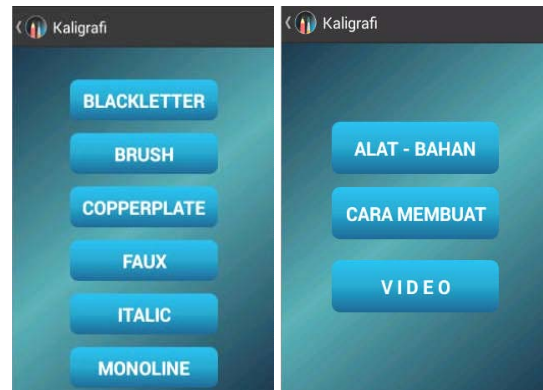 Kaligrafi
BLACKLETTER
BRUSH
COPPERPLATE
FAUX
ITALIC
MONOLINE
Kaligrafi
ALAT - BAHAN
CARA MEMBUAT
VIDEO